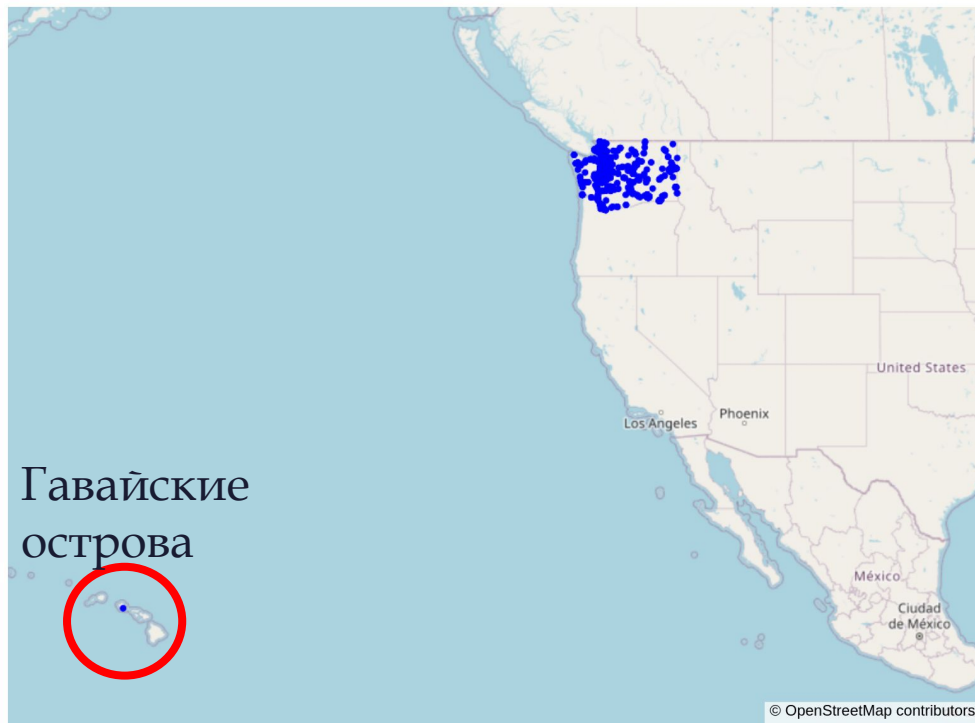 United States
Phoenix
Los Angeles
Гавайские
острова
México
Ciudad
de México
© OpenStreetMap contributors